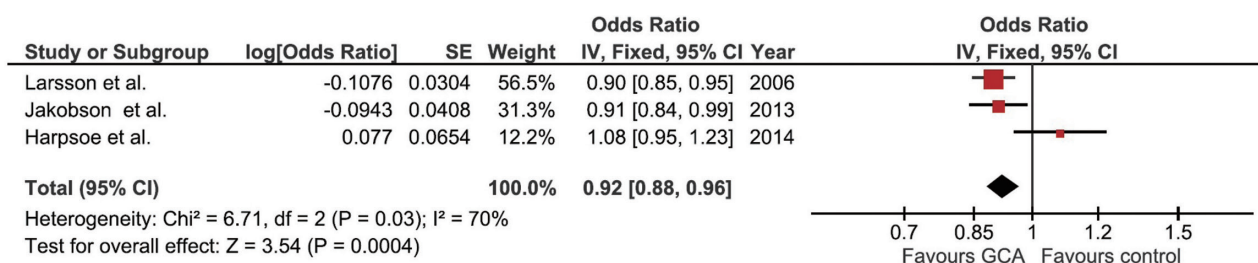 Odds Ratio Odds Ratio
Study or Subgroup log[Odds Ratio] SE Weight IV, Fixed, 95% CI Year IV, Fixed, 95% CI
Larsson et al. -0.1076 0.0304 56.5% 0.90 [0.85, 0.95] 2006
Jakobson et al. -0.0943 0.0408 31.3% 0.91 [0.84, 0.99] 2013
Harpsoe et al. 0.077 0.0654 12.2% 1.08 [0.95, 1.23] 2014
Total (95% CI) 100.0% 0.92 [0.88, 0.96]
Heterogeneity: Chi² = 6.71, df = 2 (P = 0.03); I² = 70%
Test for overall effect: Z = 3.54 (P = 0.0004)
0.7 0.85 1 1.2 1.5
Favours GCA Favours control